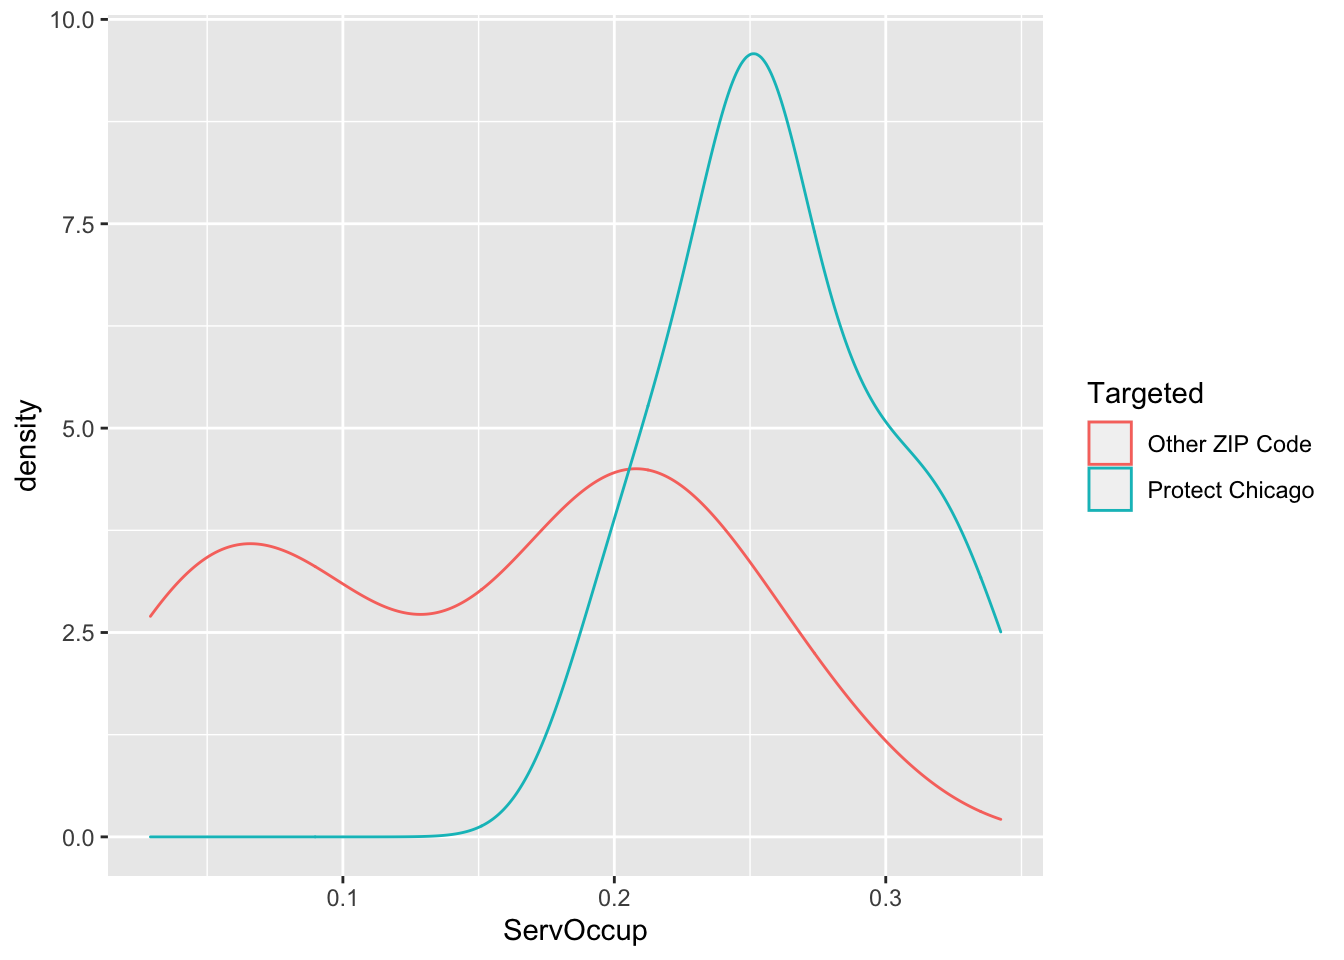 10.0
7.5
5.0
2.5
0.0
density
0.1
0.2
0.3
ServOccup
Targeted
Other ZIP Code
Protect Chicago